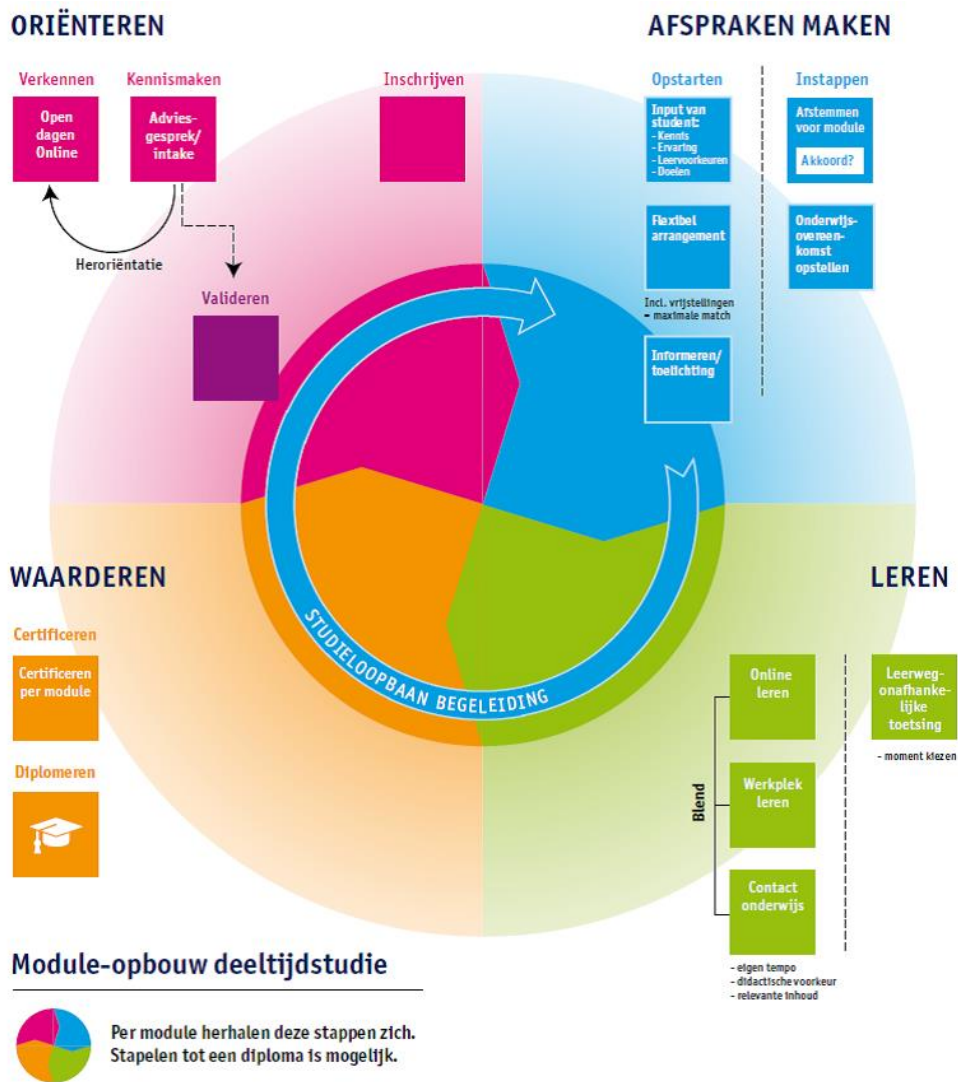 ORIËNTEREN
Verkennen
Open
dagen
Online
Kennismaken
Advies-
gesprek/
intake
Heroriëntatie
Valideren
Inschrijven
AFSPRAKEN MAKEN
Opstarten
Input van
student:
- Kennis
- Ervaring
- Leervoorkeuren
- Doelen
Flexibel
arrangement
Incl. vrijstellingen
= maximale match
Informeren/
toelichting
Instappen
Afstemmen
voor module
Akkoord?
Onderwijs-
overeen-
komst
opstellen
STUDIELOOPBAAN BEGELEIDING
WAARDEREN
Certificeren
Certificeren
per module
Diplomeren
LEREN
Blend
Online
leren
Werkplek
leren
Contact
onderwijs
- eigen tempo
- didactische voorkeur
- relevante inhoud
Leerweg-
onafhanke-
lijke
toetsing
- moment kiezen
Module-opbouw deeltijdstudie
Per module herhalen deze stappen zich.
Stapelen tot een diploma is mogelijk.